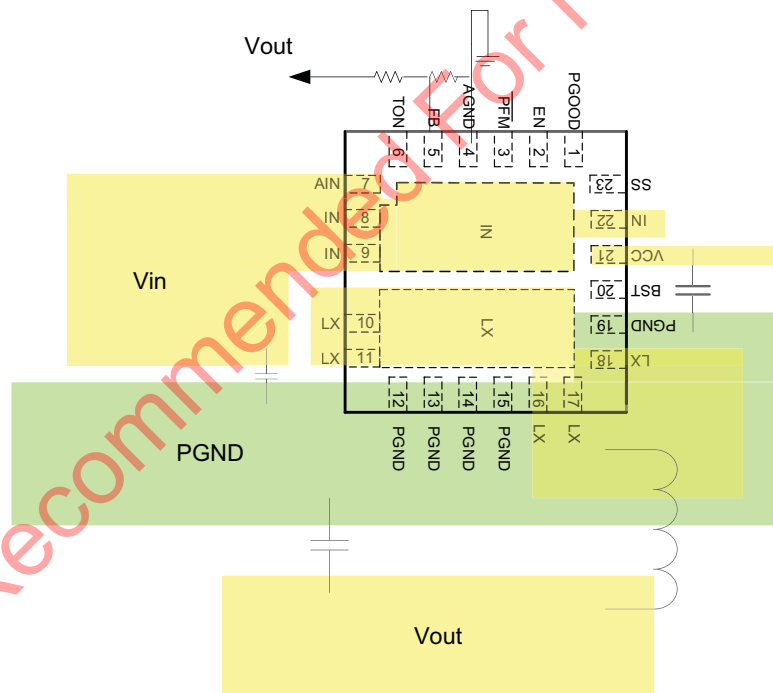 Recommended For
Vout
TON
FB
AGND
PFM
EN
PGOOD
6
5
4
3
2
1
AIN
7
IN
8
IN
9
LX
10
LX
11
IN
LX
23
SS
22
IN
21
VCC
20
BST
19
PGND
18
LX
12
13
14
15
16
17
PGND
PGND
PGND
PGND
LX
LX
Vin
PGND
Vout